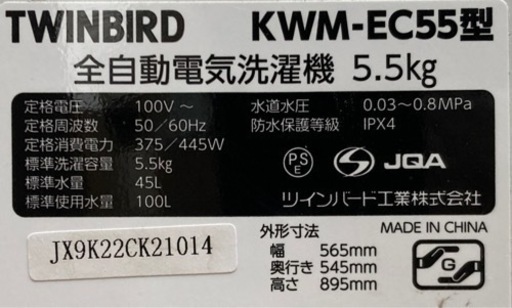 TWINBIRD KWM-EC55型
全自動電気洗濯機 5.5kg
定格電圧 100V～
定格周波数 50/60Hz
定格消費電力 375/445W
標準洗濯容量 5.5kg
標準水量 45L
標準使用水量 100L
水道水圧 0.03～0.8MPa
防水保護等級 IPX4
PSE JQA
ツインバード工業株式会社
JX9K22CK21014
外形寸法
幅 565mm
奥行き 545mm
高さ 895mm
MADE IN CHINA
G